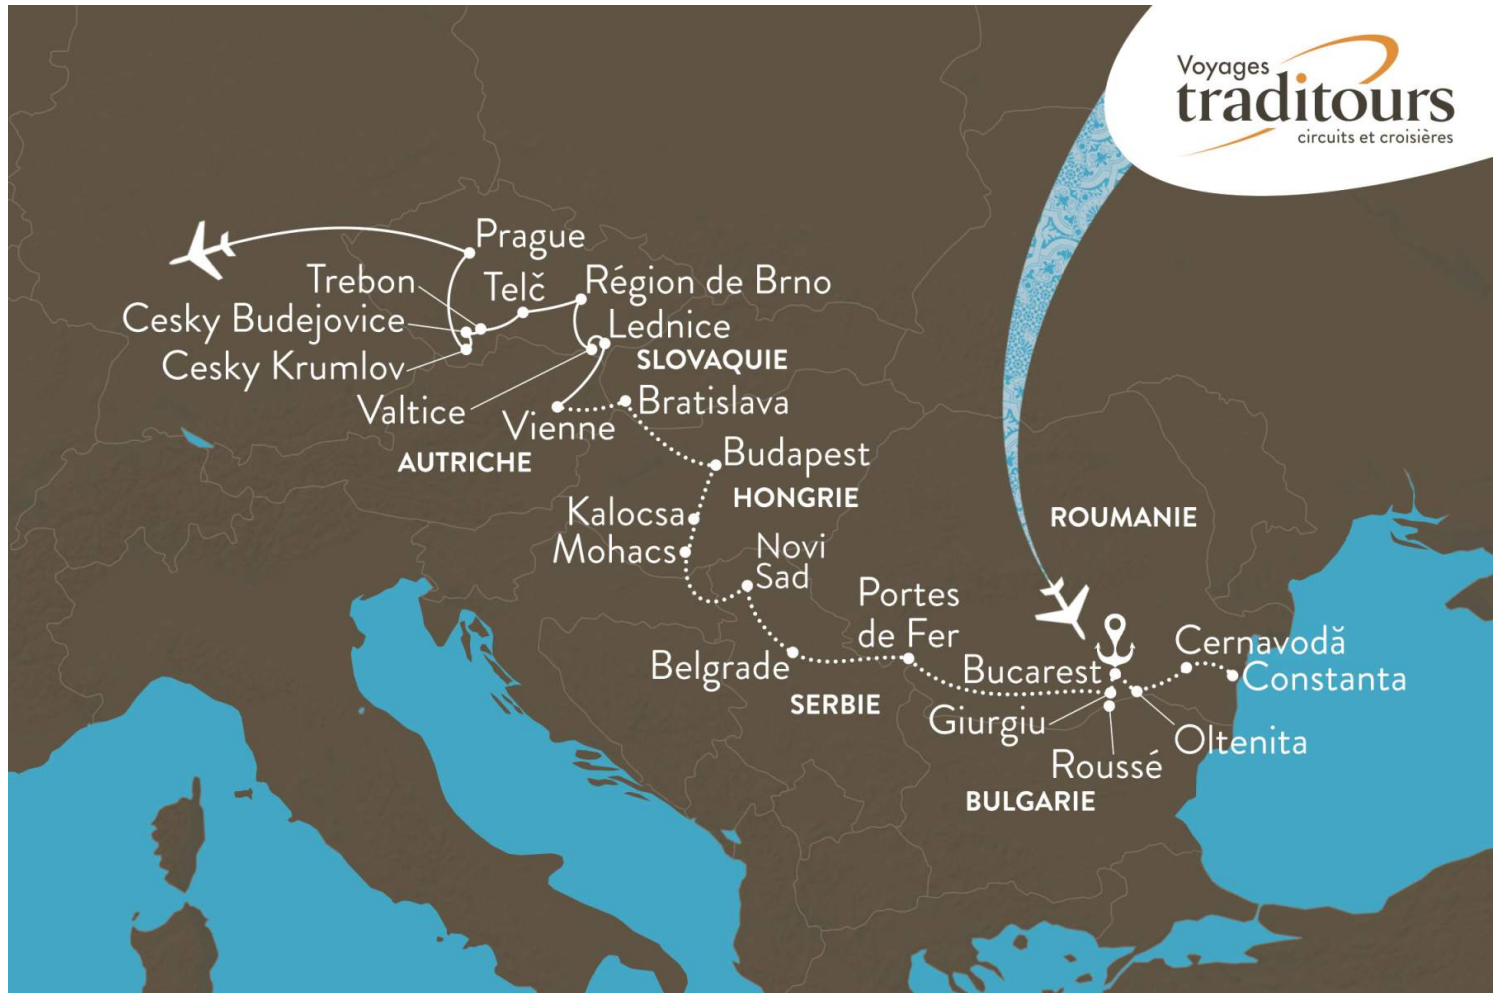 Voyages
traditours
circuits et croisières
Prague
Trebon
Telč
Région de Brno
Cesky Budejovice
Lednice
Cesky Krumlov
SLOVAQUIE
Valtice
Bratislava
Vienne
AUTRICHE
Budapest
HONGRIE
Kalocsa
ROUMANIE
Mohacs
Novi
Sad
Portes
de Fer
Cernavodă
Belgrade
Bucarest
Constanta
SERBIE
Giurgiu
Oltenita
Roussé
BULGARIE